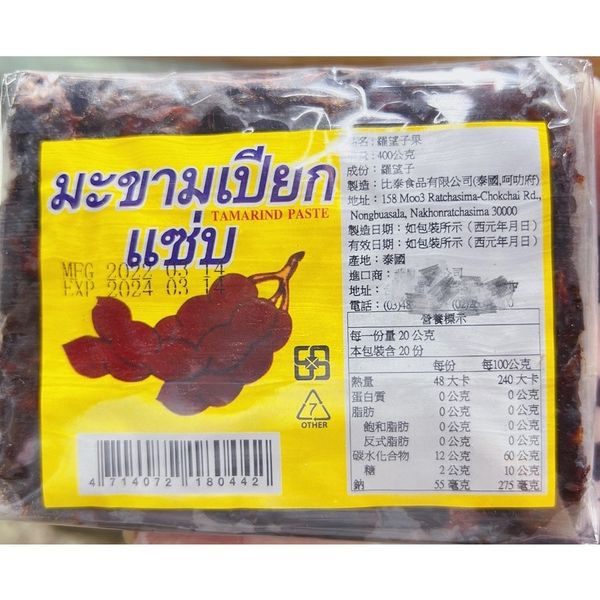 มะขามเปียก
TAMARIND PASTE
แซ่บ
MFG 2022 03 14
EXP 2024 03 14
7
OTHER
4 714072 180442
名: 羅望子果
400公克
成份: 羅望子
製造: 比泰食品有限公司(泰國,呵叻府)
地址: 158 Moo3 Ratchasima-Chokchai Rd.,
Nongbuasala, Nakhonratchasima 30000
製造日期: 如包裝所示 (西元年月日)
有效日期: 如包裝所示 (西元年月日)
產地: 泰國
進口商: 公司
地址:
電話: (03)48 (02)2
營養標示
每一份量 20 公克
本包裝含 20 份
每份 每100公克
熱量 48 大卡 240 大卡
蛋白質 0 公克 0 公克
脂肪 0 公克 0 公克
飽和脂肪 0 公克 0 公克
反式脂肪 0 公克 0 公克
碳水化合物 12 公克 60 公克
糖 2 公克 10 公克
鈉 55 毫克 275 毫克